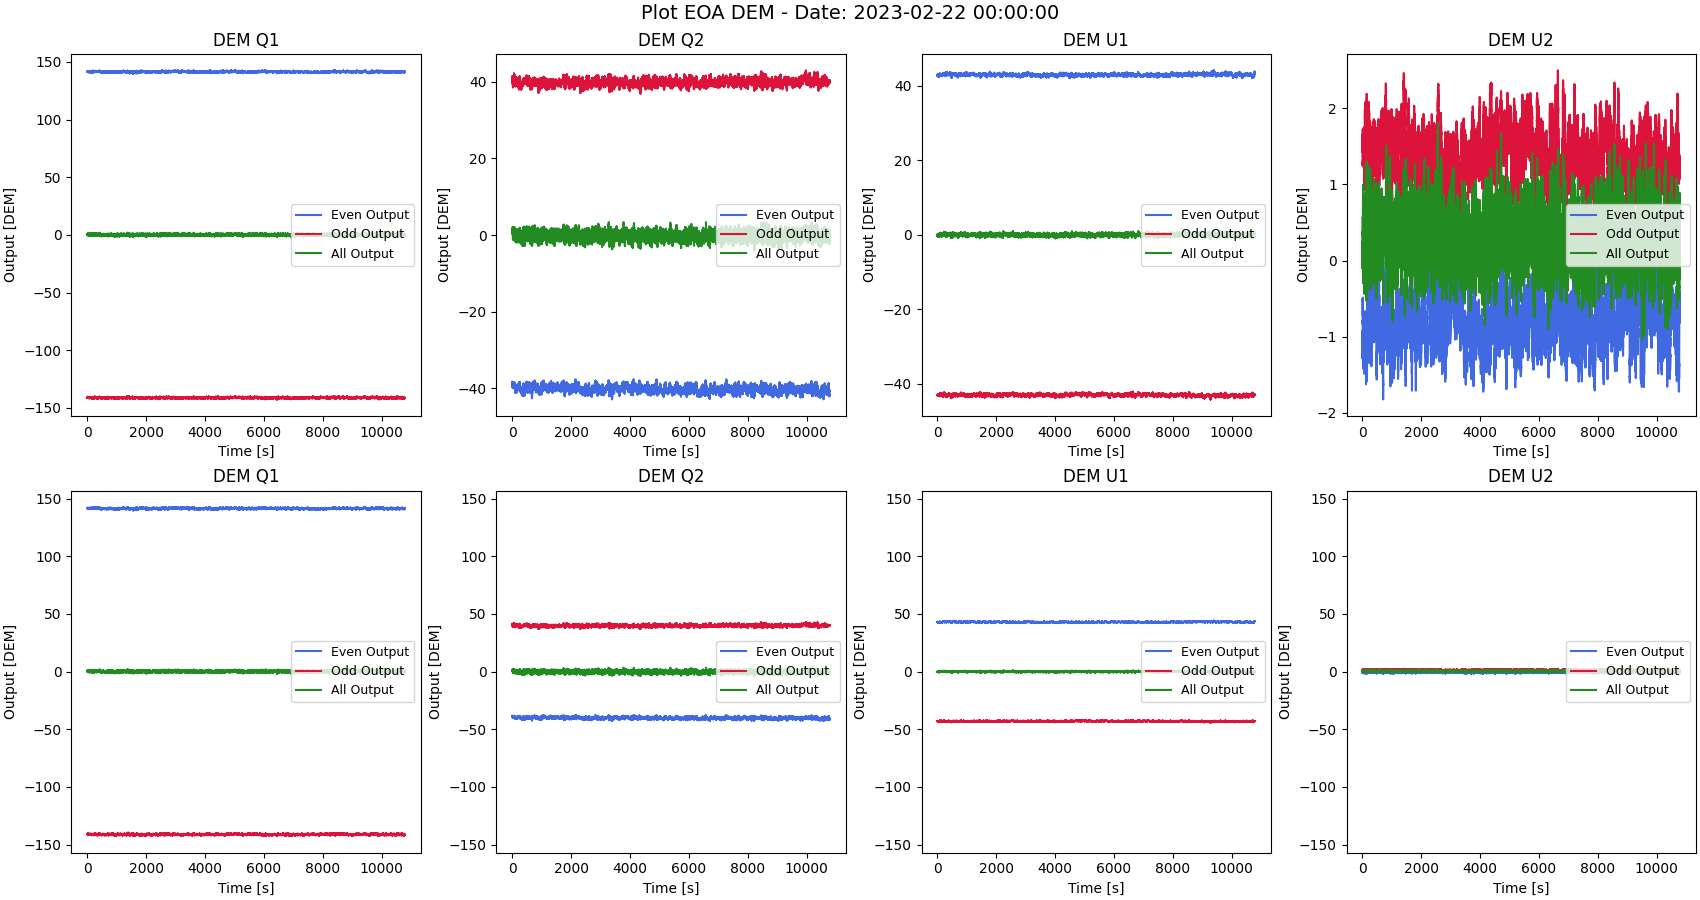 Plot EOA DEM - Date: 2023-02-22 00:00:00
DEM Q1
DEM Q2
DEM U1
DEM U2
Output [DEM]
150
100
50
0
−50
−100
−150
Even Output
Odd Output
All Output
0 2000 4000 6000 8000 10000
Time [s]
Output [DEM]
40
20
0
−20
−40
Even Output
Odd Output
All Output
0 2000 4000 6000 8000 10000
Time [s]
Output [DEM]
40
20
0
−20
−40
Even Output
Odd Output
All Output
0 2000 4000 6000 8000 10000
Time [s]
Output [DEM]
2
1
0
−1
−2
Even Output
Odd Output
All Output
0 2000 4000 6000 8000 10000
Time [s]
DEM Q1
DEM Q2
DEM U1
DEM U2
Output [DEM]
150
100
50
0
−50
−100
−150
Even Output
Odd Output
All Output
0 2000 4000 6000 8000 10000
Time [s]
Output [DEM]
150
100
50
0
−50
−100
−150
Even Output
Odd Output
All Output
0 2000 4000 6000 8000 10000
Time [s]
Output [DEM]
150
100
50
0
−50
−100
−150
Even Output
Odd Output
All Output
0 2000 4000 6000 8000 10000
Time [s]
Output [DEM]
150
100
50
0
−50
−100
−150
Even Output
Odd Output
All Output
0 2000 4000 6000 8000 10000
Time [s]